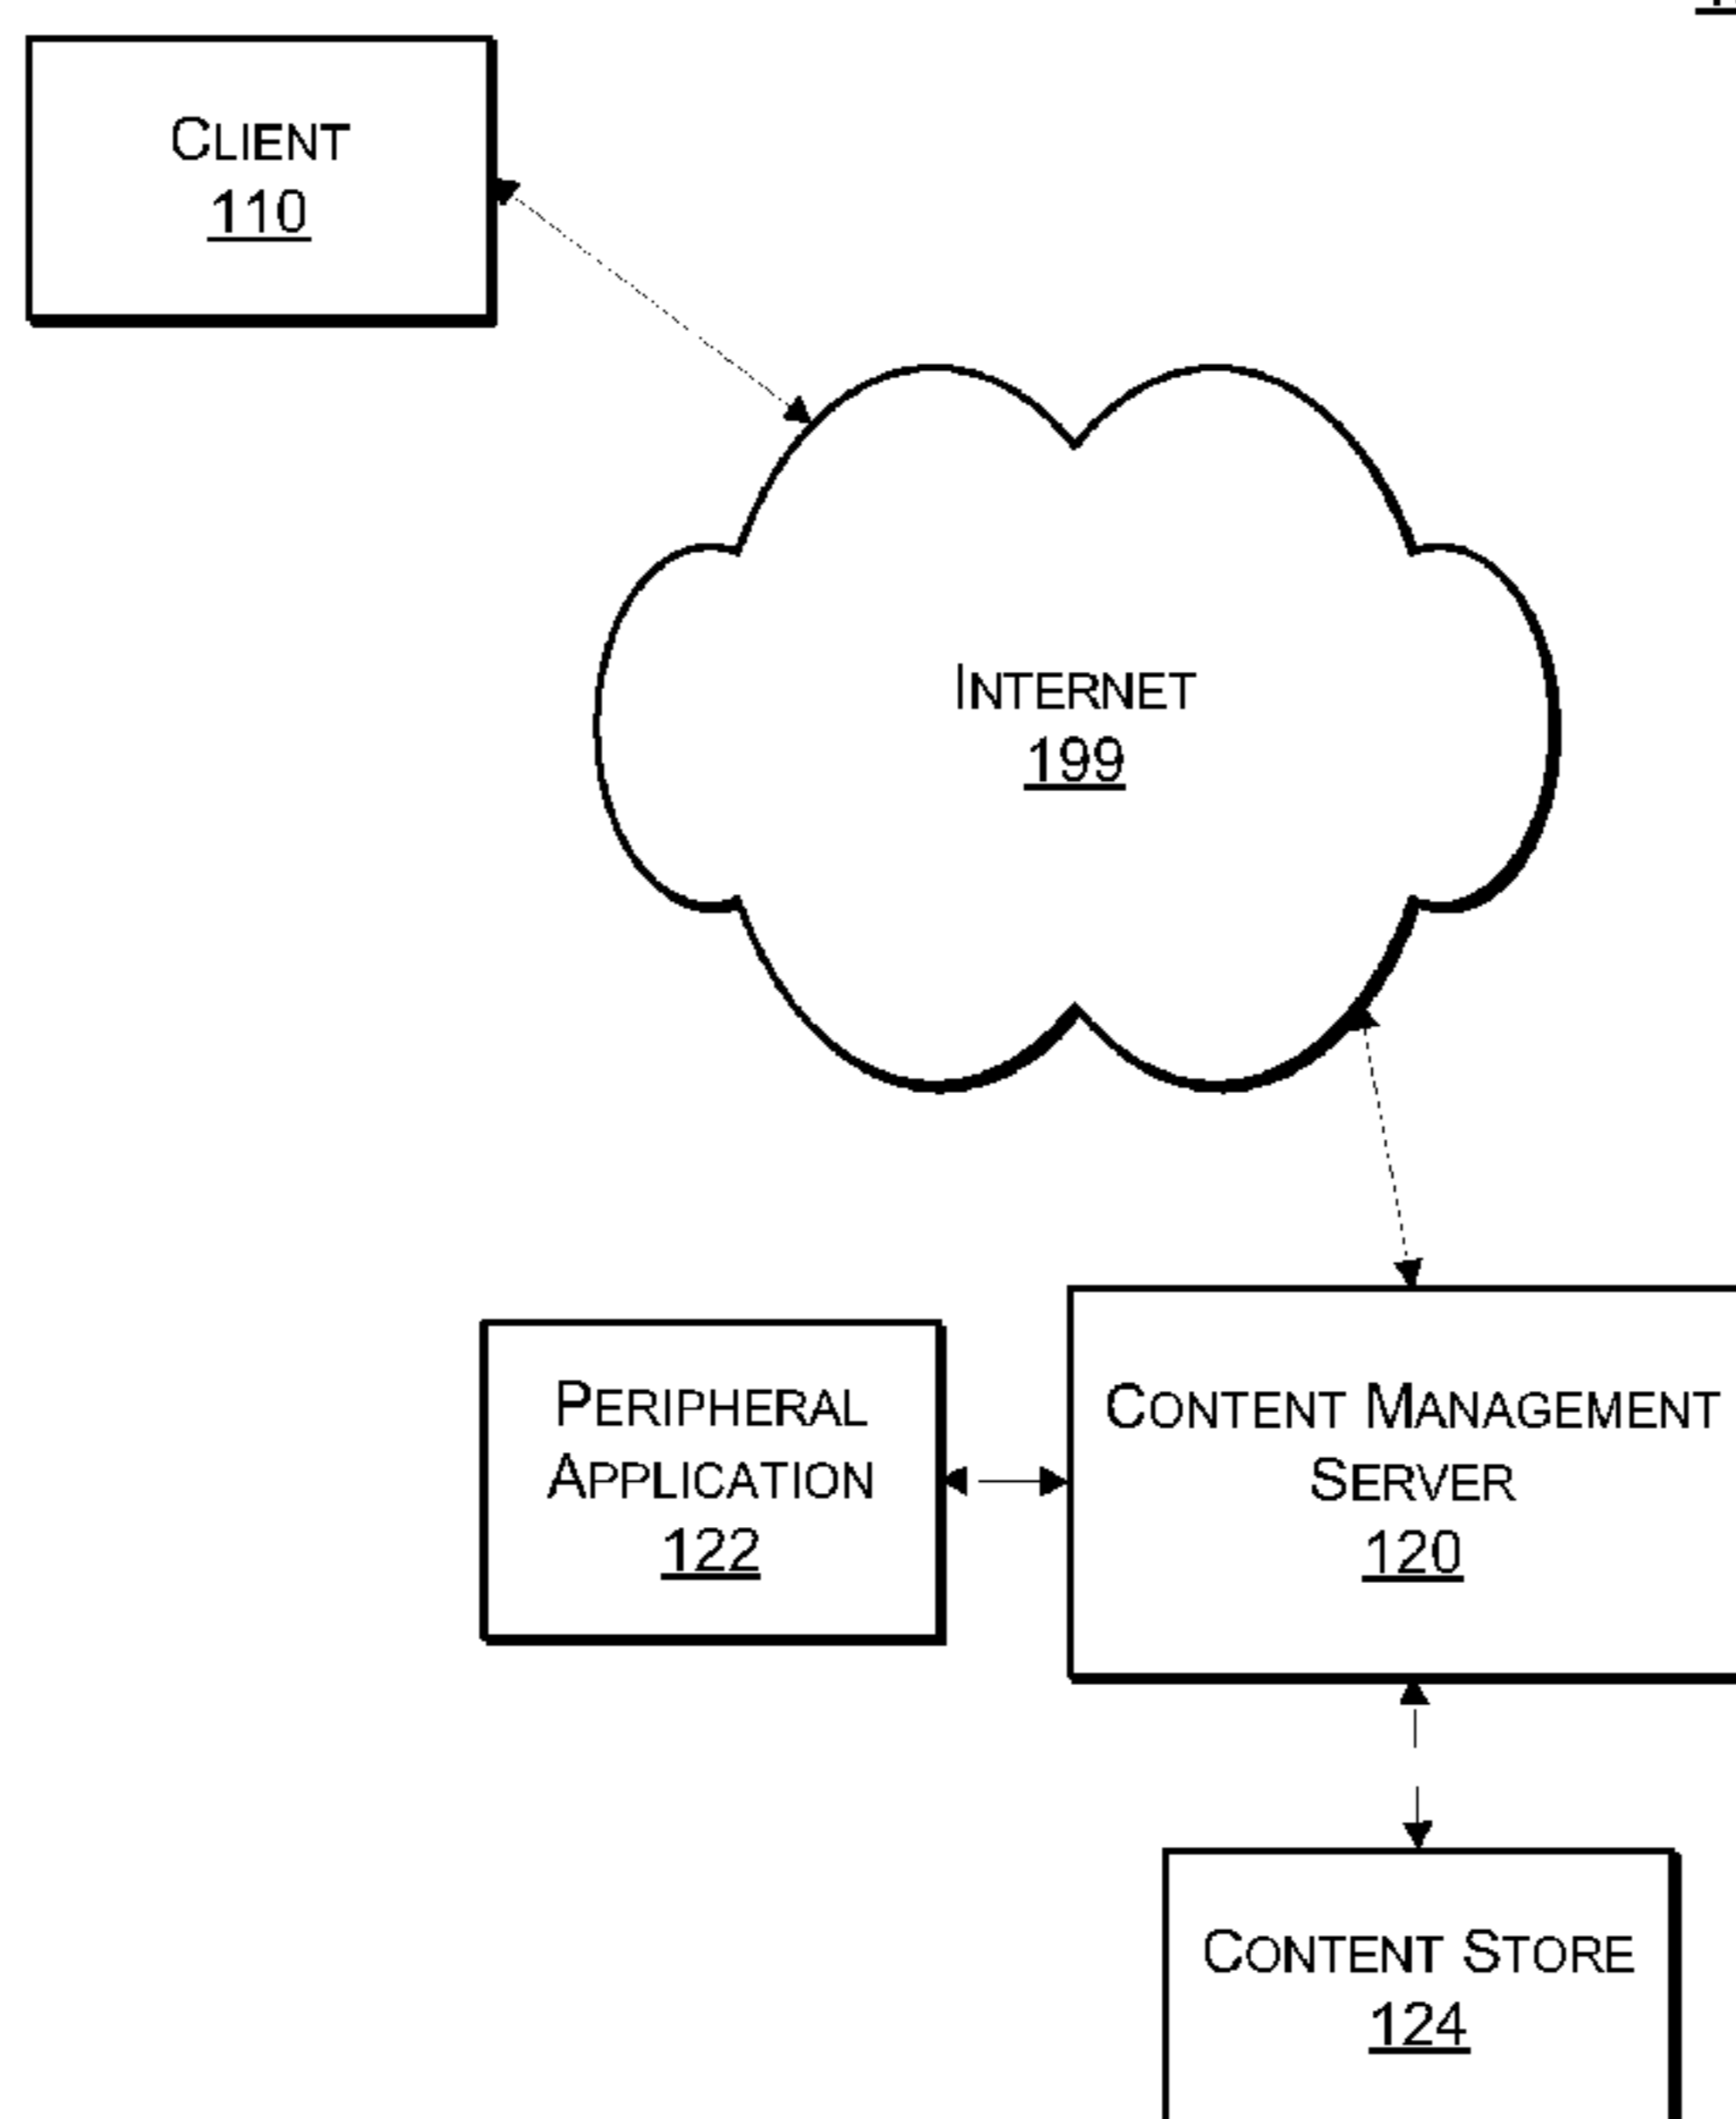 CLIENT
110
INTERNET
199
PERIPHERAL
APPLICATION
122
CONTENT MANAGEMENT
SERVER
120
CONTENT STORE
124